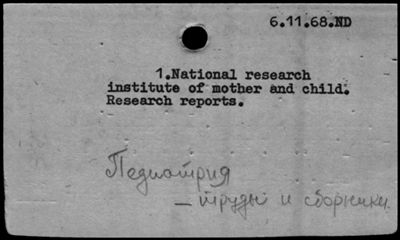 6.11.68.ND
1.National research
institute of mother and child.
Research reports.
Педиатрия
— труды и сборники